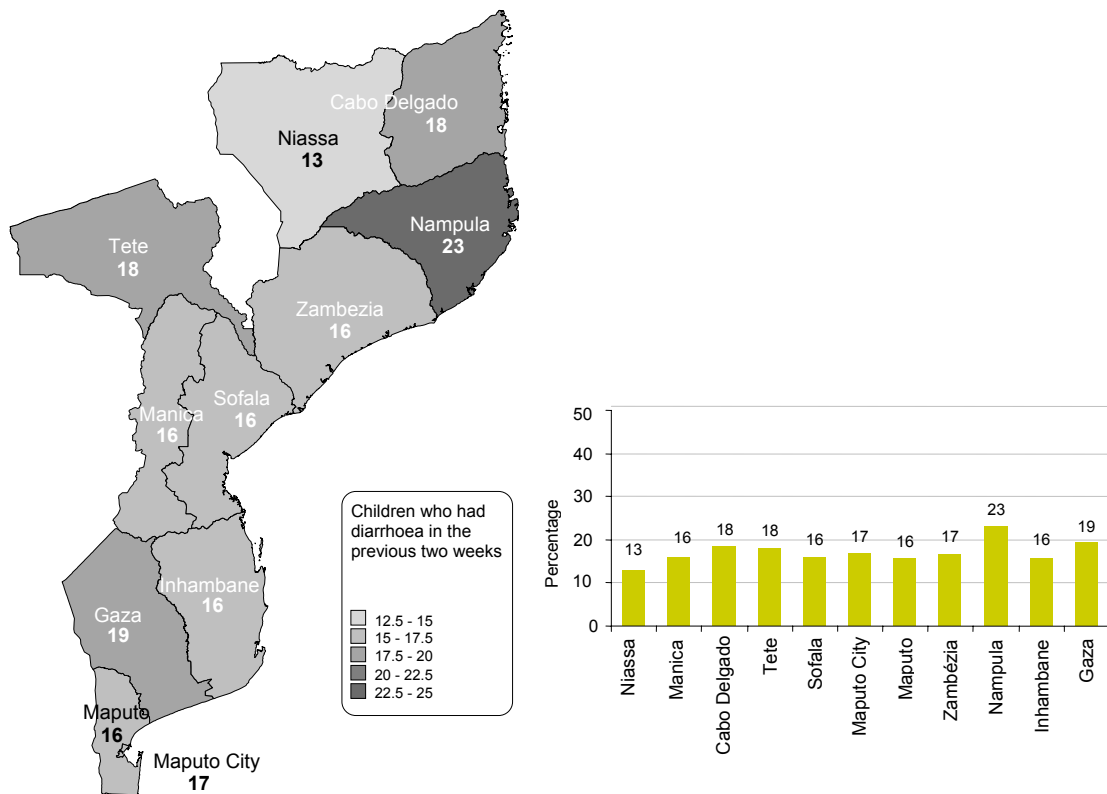 Cabo Delgado
18
Niassa
13
Nampula
23
Tete
18
Zambezia
16
Sofala
16
Manica
16
Inhambane
16
Gaza
19
Maputo
16
Maputo City
17
Children who had
diarrhoea in the
previous two weeks
12.5 - 15
15 - 17.5
17.5 - 20
20 - 22.5
22.5 - 25
Percentage
50
40
30
20
10
0
13
16
18
18
16
17
16
17
23
16
19
Niassa
Manica
Cabo Delgado
Tete
Sofala
Maputo City
Maputo
Zambézia
Nampula
Inhambane
Gaza